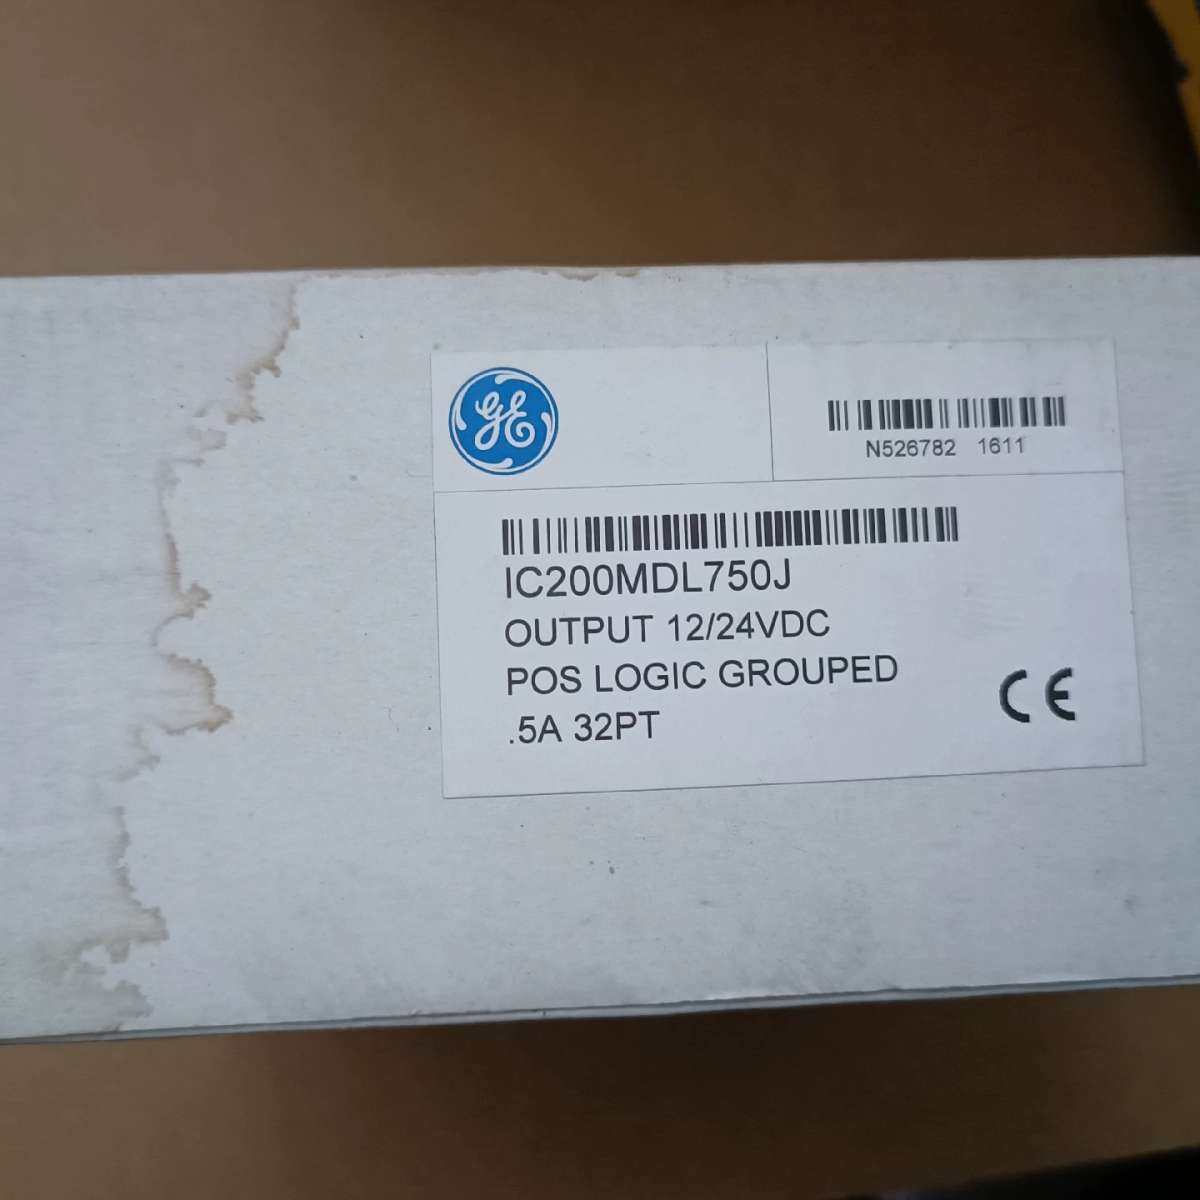 GE
N526782 1611
IC200MDL750J
OUTPUT 12/24VDC
POS LOGIC GROUPED
.5A 32PT
CE